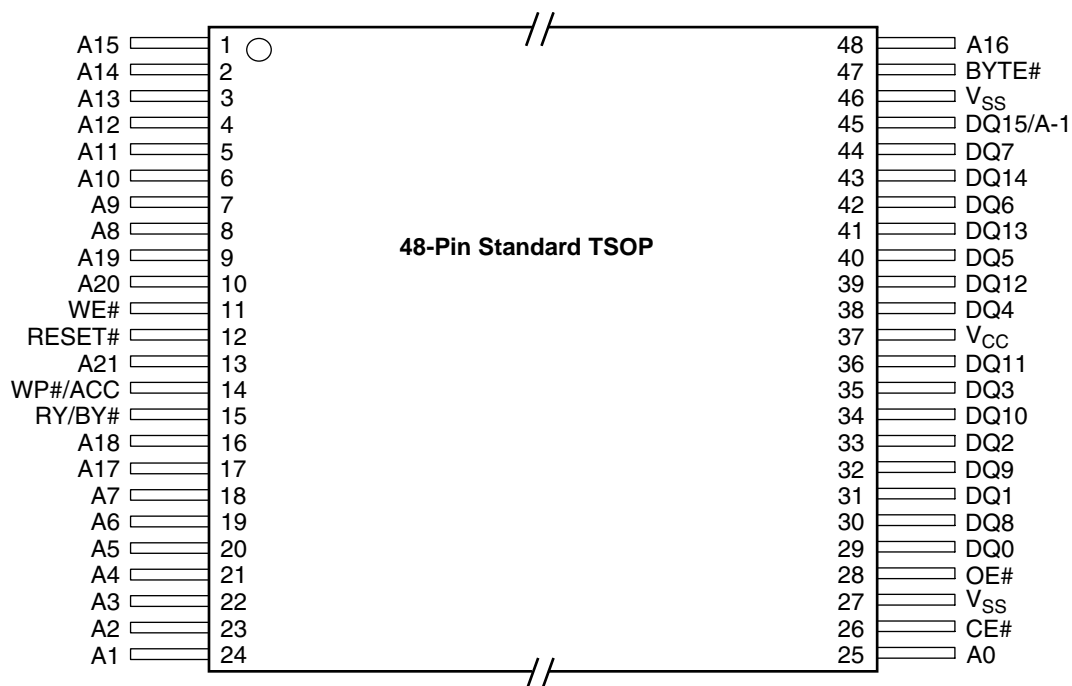 A15 1 48 A16
A14 2 47 BYTE#
A13 3 46 VSS
A12 4 45 DQ15/A-1
A11 5 44 DQ7
A10 6 43 DQ14
A9 7 42 DQ6
A8 8 41 DQ13
48-Pin Standard TSOP
A19 9 40 DQ5
A20 10 39 DQ12
WE# 11 38 DQ4
RESET# 12 37 VCC
A21 13 36 DQ11
WP#/ACC 14 35 DQ3
RY/BY# 15 34 DQ10
A18 16 33 DQ2
A17 17 32 DQ9
A7 18 31 DQ1
A6 19 30 DQ8
A5 20 29 DQ0
A4 21 28 OE#
A3 22 27 VSS
A2 23 26 CE#
A1 24 25 A0